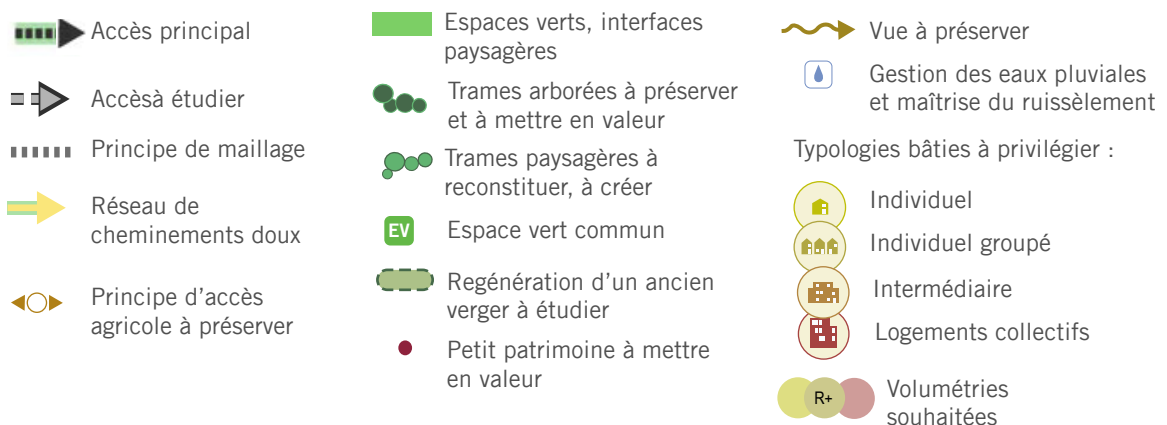 Accès principal
Accèsà étudier
Principe de maillage
Réseau de
cheminements doux
Principe d'accès
agricole à préserver
Espaces verts, interfaces
paysagères
Trames arborées à préserver
et à mettre en valeur
Trames paysagères à
reconstituer, à créer
EV
Espace vert commun
Regénération d'un ancien
verger à étudier
Petit patrimoine à mettre
en valeur
Vue à préserver
Gestion des eaux pluviales
et maîtrise du ruissèlement
Typologies bâties à privilégier :
Individuel
Individuel groupé
Intermédiaire
Logements collectifs
R+
Volumétries
souhaitées